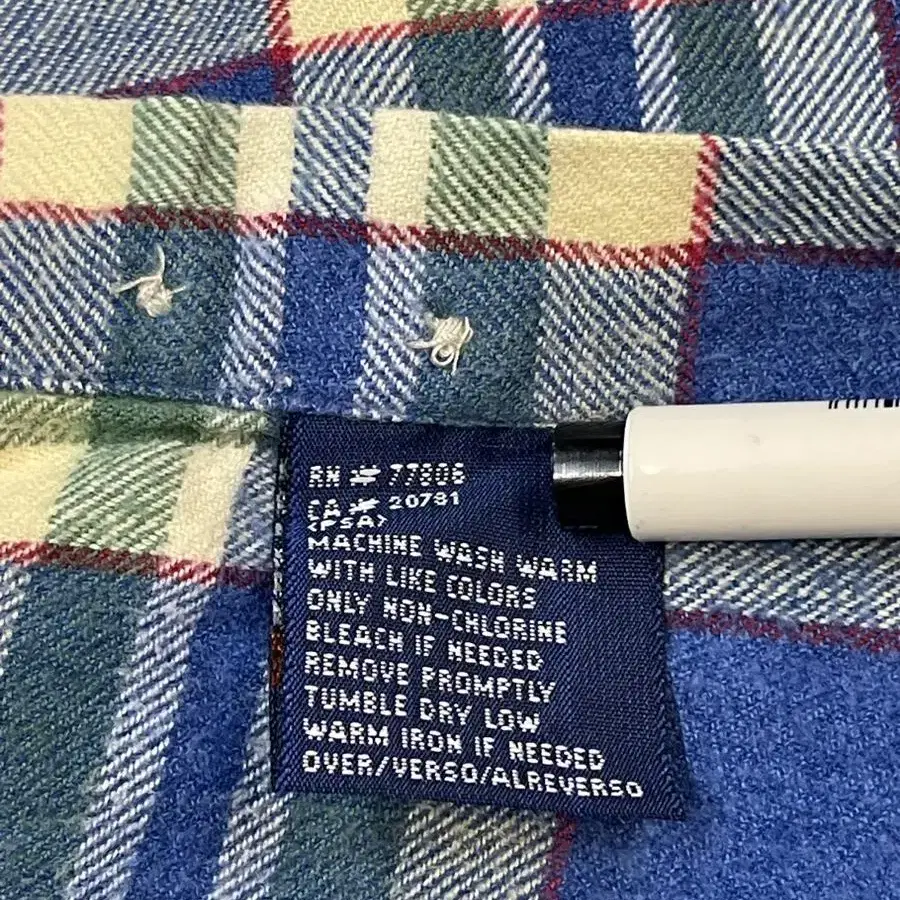 RN # 77806
CA # 20781
(PSA)
MACHINE WASH WARM
WITH LIKE COLORS
ONLY NON-CHLORINE
BLEACH IF NEEDED
REMOVE PROMPTLY
TUMBLE DRY LOW
WARM IRON IF NEEDED
OVER/VERSO/ALREVERSO